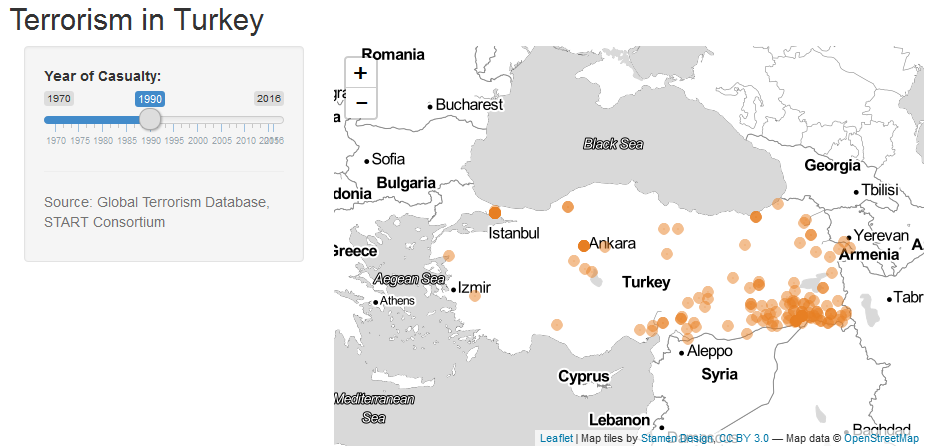 Terrorism in Turkey
Year of Casualty:
1970 1990 2016
1970 1975 1980 1985 1990 1995 2000 2005 2010
Source: Global Terrorism Database,
START Consortium
+
−
Romania
Bucharest
Black Sea
Sofia
Bulgaria
Georgia
Tbilisi
Istanbul
Ankara
Yerevan
Armenia
Greece
Aegean Sea
Izmir
Athens
Turkey
Tabr
Aleppo
Syria
Cyprus
Mediterranean
Sea
Lebanon
Baghdad
Leaflet | Map tiles by Stamen Design, CC BY 3.0 — Map data © OpenStreetMap